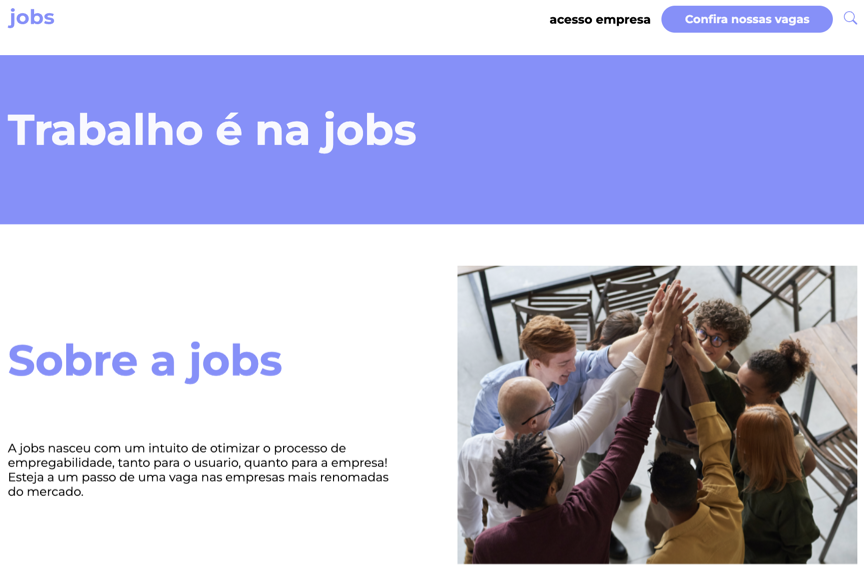 jobs
acesso empresa
Confira nossas vagas
Trabalho é na jobs
Sobre a jobs
A jobs nasceu com um intuito de otimizar o processo de
empregabilidade, tanto para o usuario, quanto para a empresa!
Esteja a um passo de uma vaga nas empresas mais renomadas
do mercado.